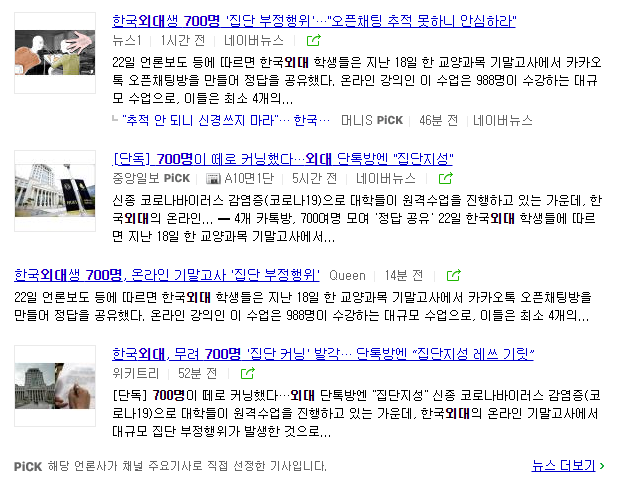 한국외대생 700명 '집단 부정행위'…"오픈채팅 추적 못하니 안심하라"
뉴스1 | 1시간 전 | 네이버뉴스
22일 언론보도 등에 따르면 한국외대 학생들은 지난 18일 한 교양과목 기말고사에서 카카오
톡 오픈채팅방을 만들어 정답을 공유했다. 온라인 강의인 이 수업은 988명이 수강하는 대규
모 수업으로, 이들은 최소 4개의...
"추적 안 되니 신경쓰지 마라"… 한국… 머니S PiCK | 46분 전 | 네이버뉴스
[단독] 700명이 떼로 커닝했다…외대 단톡방엔 "집단지성"
중앙일보 PiCK | A10면1단 | 5시간 전 | 네이버뉴스
신종 코로나바이러스 감염증(코로나19)으로 대학들이 원격수업을 진행하고 있는 가운데, 한
국외대의 온라인... ━ 4개 카톡방, 700여명 모여 '정답 공유' 22일 한국외대 학생들에 따르
면 지난 18일 한 교양과목 기말고사에서...
한국외대생 700명, 온라인 기말고사 '집단 부정행위' Queen | 14분 전
22일 언론보도 등에 따르면 한국외대 학생들은 지난 18일 한 교양과목 기말고사에서 카카오톡 오픈채팅방을
만들어 정답을 공유했다. 온라인 강의인 이 수업은 988명이 수강하는 대규모 수업으로, 이들은 최소 4개의...
한국외대, 무려 700명 '집단 커닝' 발각… 단톡방엔 “집단지성 레쓰 기릿”
위키트리 | 52분 전
[단독] 700명이 떼로 커닝했다…외대 단톡방엔 "집단지성" 신종 코로나바이러스 감염증(코
로나19)으로 대학들이 원격수업을 진행하고 있는 가운데, 한국외대의 온라인 기말고사에서
대규모 집단 부정행위가 발생한 것으로...
PiCK 해당 언론사가 채널 주요기사로 직접 선정한 기사입니다.
뉴스 더보기